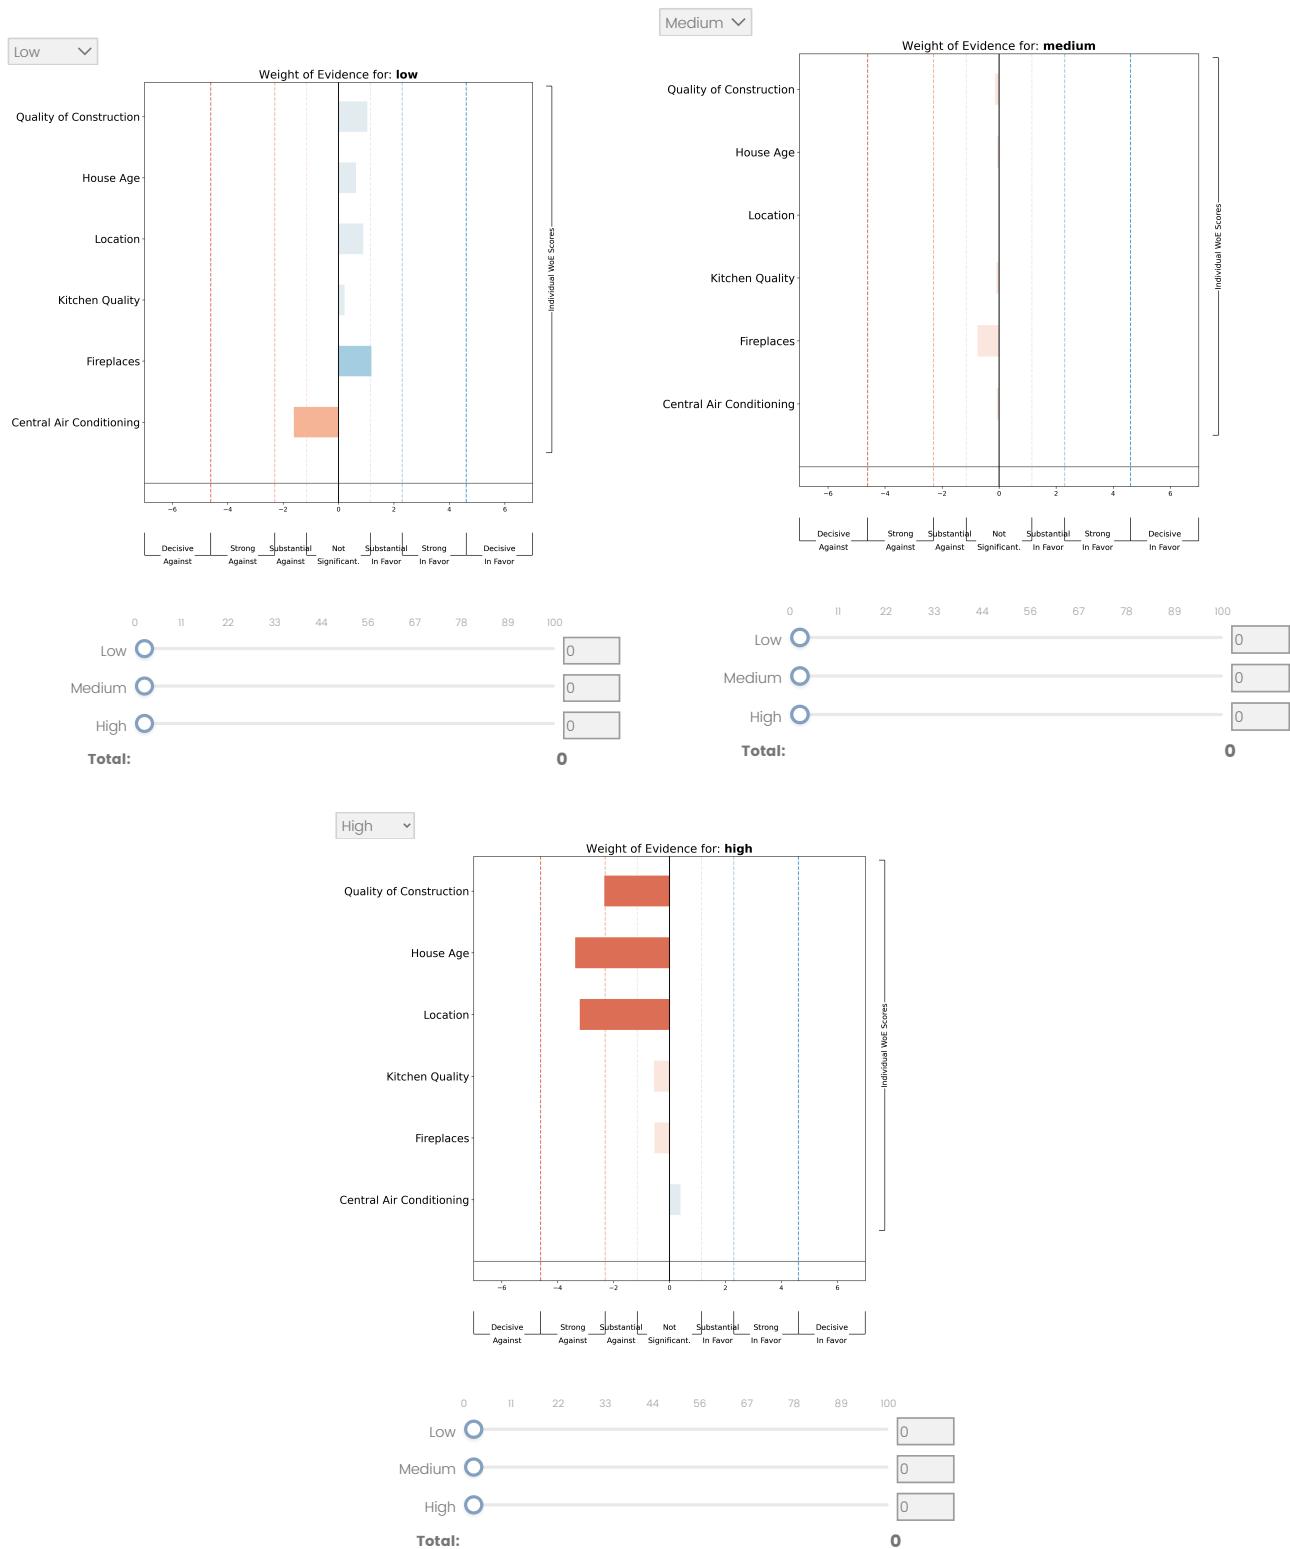 Low
Weight of Evidence for: low
Quality of Construction
House Age
Location
Kitchen Quality
Fireplaces
Central Air Conditioning
Individual WoE Scores
−6 −4 −2 0 2 4 6
Decisive Against
Strong Against
Substantial Against
Not Significant.
Substantial In Favor
Strong In Favor
Decisive In Favor
0 11 22 33 44 56 67 78 89 100
Low 0
Medium 0
High 0
Total: 0
Medium
Weight of Evidence for: medium
Quality of Construction
House Age
Location
Kitchen Quality
Fireplaces
Central Air Conditioning
Individual WoE Scores
−6 −4 −2 0 2 4 6
Decisive Against
Strong Against
Substantial Against
Not Significant.
Substantial In Favor
Strong In Favor
Decisive In Favor
0 11 22 33 44 56 67 78 89 100
Low 0
Medium 0
High 0
Total: 0
High
Weight of Evidence for: high
Quality of Construction
House Age
Location
Kitchen Quality
Fireplaces
Central Air Conditioning
Individual WoE Scores
−6 −4 −2 0 2 4 6
Decisive Against
Strong Against
Substantial Against
Not Significant.
Substantial In Favor
Strong In Favor
Decisive In Favor
0 11 22 33 44 56 67 78 89 100
Low 0
Medium 0
High 0
Total: 0